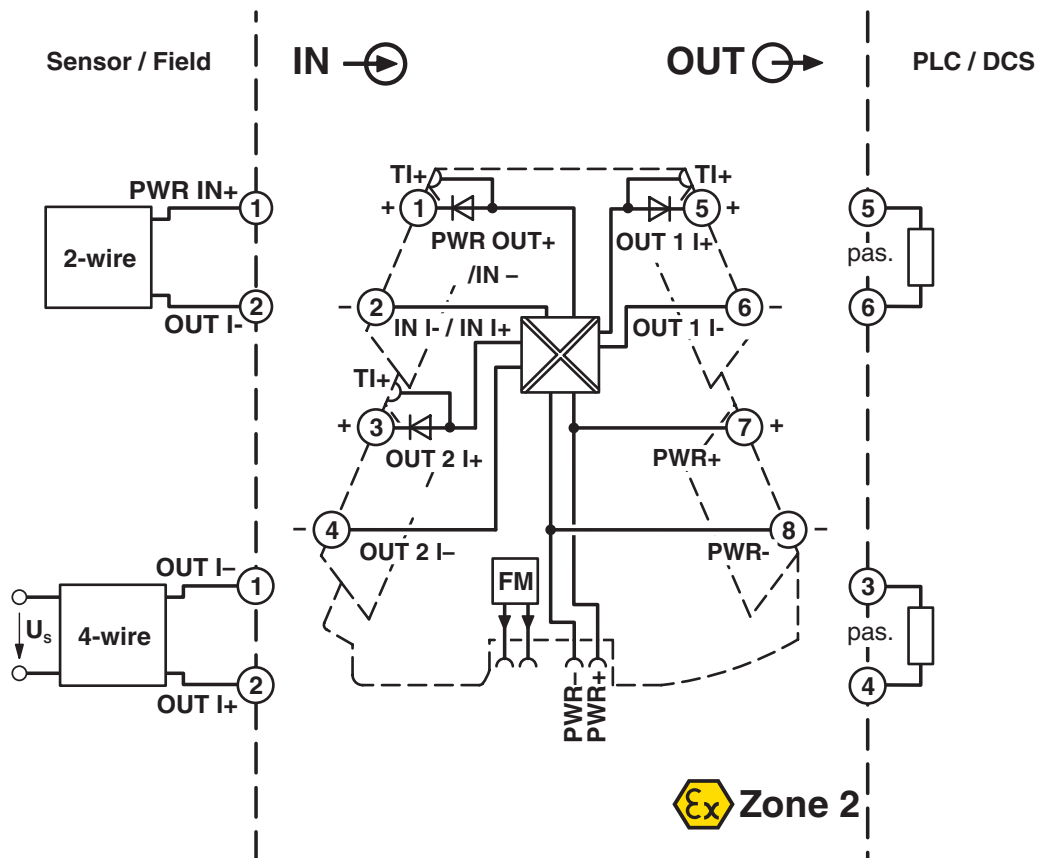 Sensor / Field
IN
OUT
PLC / DCS
PWR IN+
1
2-wire
2
OUT I-
OUT I–
1
Us
4-wire
2
OUT I+
TI+
+
1
PWR OUT+
/IN –
–
2
IN I- / IN I+
TI+
+
3
OUT 2 I+
–
4
OUT 2 I–
FM
PWR–
PWR+
TI+
5
+
OUT 1 I+
6
–
OUT 1 I-
7
+
PWR+
8
–
PWR-
5
pas.
6
3
pas.
4
Ex Zone 2